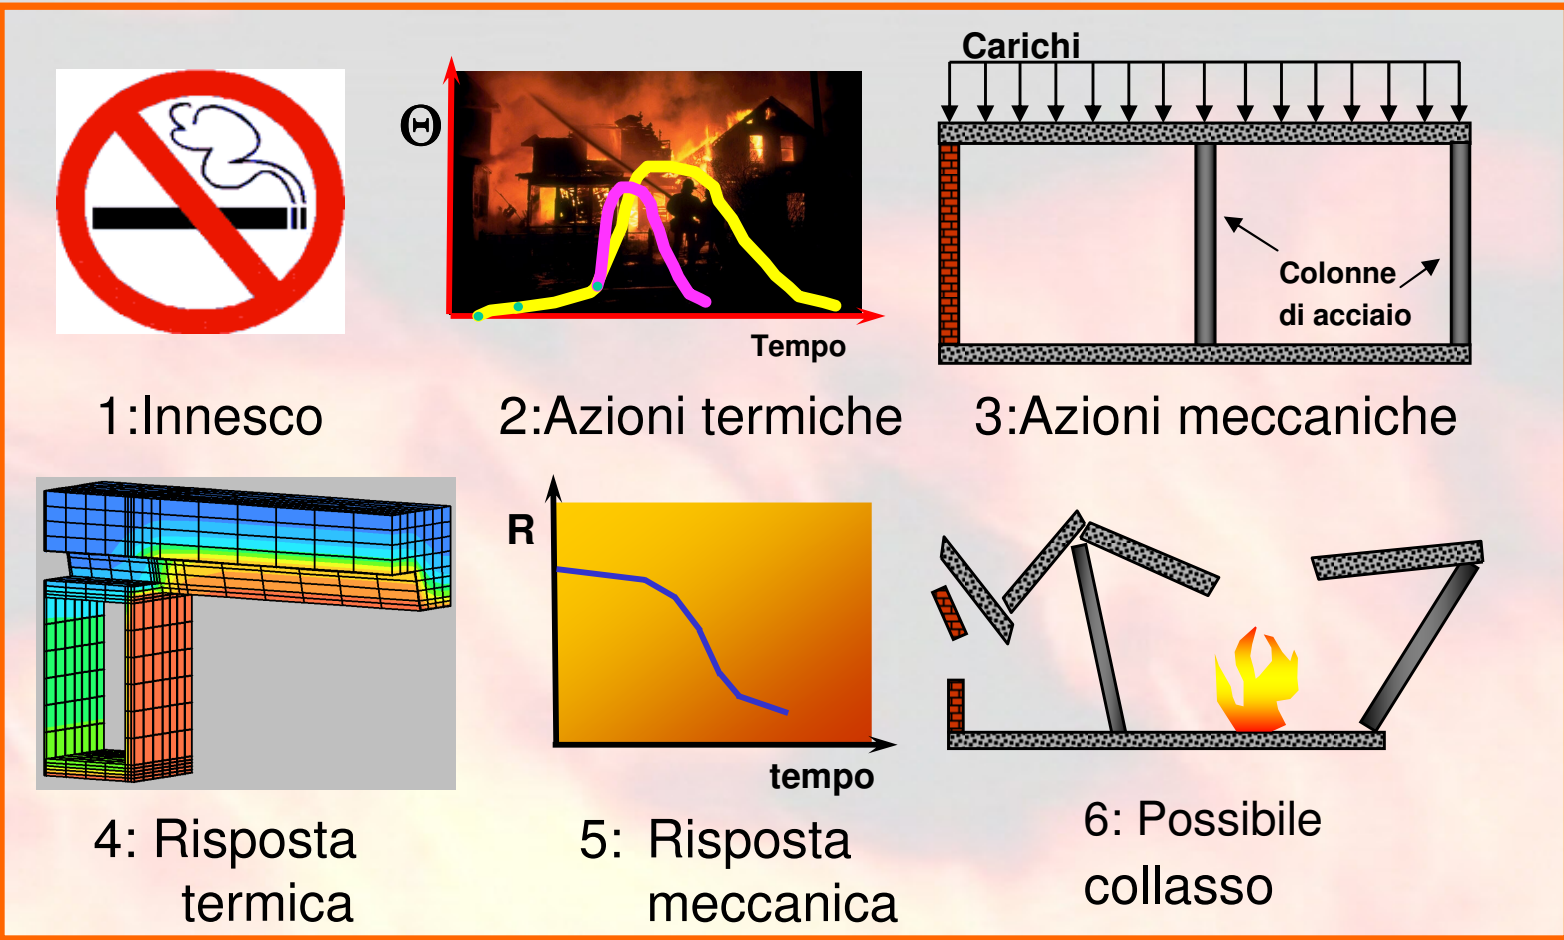 Θ
Tempo
Carichi
Colonne
di acciaio
1:Innesco
2:Azioni termiche
3:Azioni meccaniche
R
tempo
4: Risposta
termica
5: Risposta
meccanica
6: Possibile
collasso